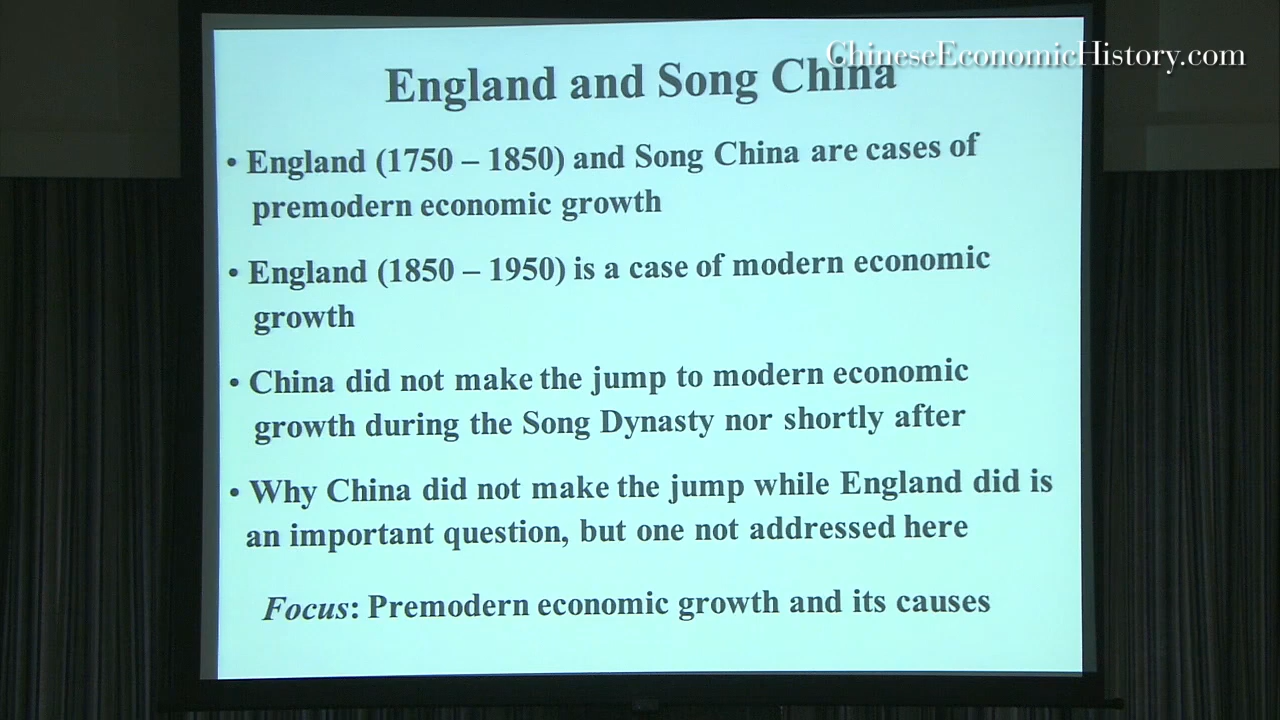 ChineseEconomicHistory.com
England and Song China
• England (1750 – 1850) and Song China are cases of
premodern economic growth
• England (1850 – 1950) is a case of modern economic
growth
• China did not make the jump to modern economic
growth during the Song Dynasty nor shortly after
• Why China did not make the jump while England did is
an important question, but one not addressed here
Focus: Premodern economic growth and its causes